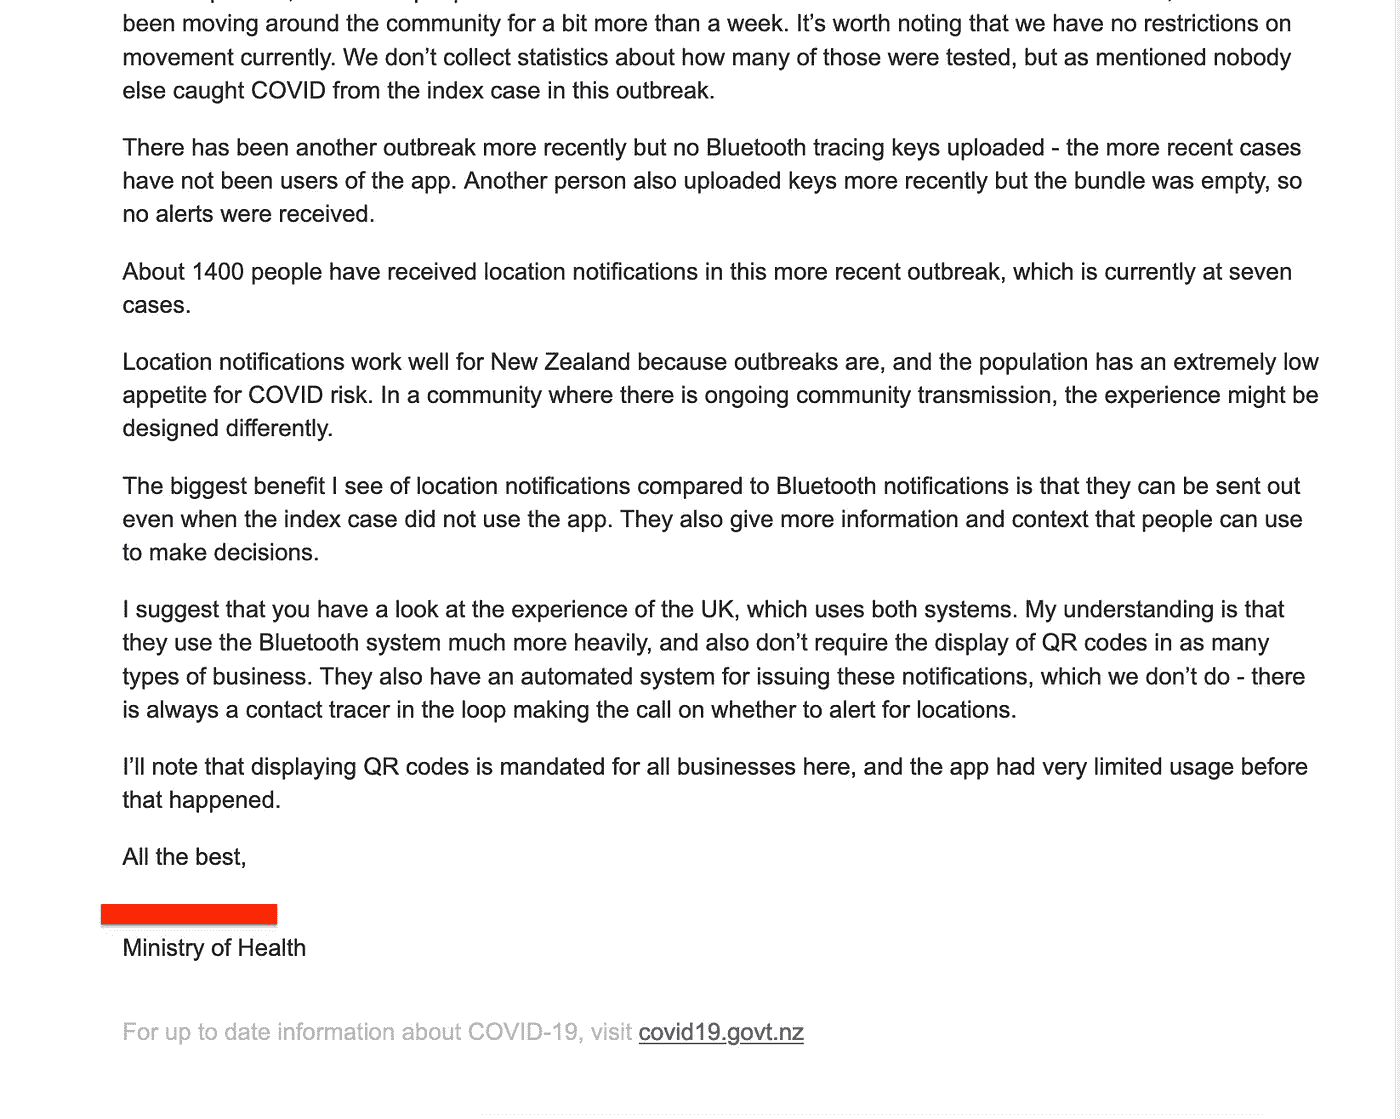 been moving around the community for a bit more than a week. It’s worth noting that we have no restrictions on
movement currently. We don’t collect statistics about how many of those were tested, but as mentioned nobody
else caught COVID from the index case in this outbreak.
There has been another outbreak more recently but no Bluetooth tracing keys uploaded - the more recent cases
have not been users of the app. Another person also uploaded keys more recently but the bundle was empty, so
no alerts were received.
About 1400 people have received location notifications in this more recent outbreak, which is currently at seven
cases.
Location notifications work well for New Zealand because outbreaks are, and the population has an extremely low
appetite for COVID risk. In a community where there is ongoing community transmission, the experience might be
designed differently.
The biggest benefit I see of location notifications compared to Bluetooth notifications is that they can be sent out
even when the index case did not use the app. They also give more information and context that people can use
to make decisions.
I suggest that you have a look at the experience of the UK, which uses both systems. My understanding is that
they use the Bluetooth system much more heavily, and also don’t require the display of QR codes in as many
types of business. They also have an automated system for issuing these notifications, which we don’t do - there
is always a contact tracer in the loop making the call on whether to alert for locations.
I’ll note that displaying QR codes is mandated for all businesses here, and the app had very limited usage before
that happened.
All the best,
Ministry of Health
For up to date information about COVID-19, visit covid19.govt.nz